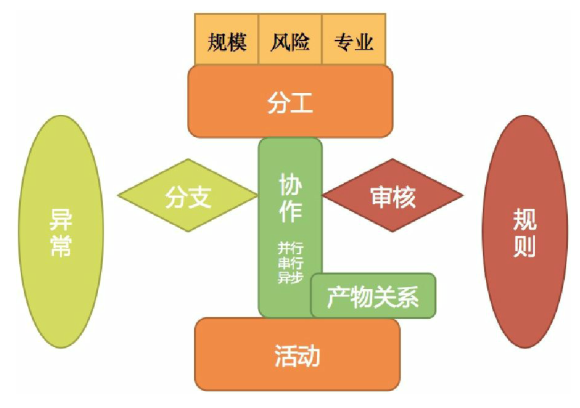 规模 风险 专业
分工
异常
分支
协作
并行
串行
异步
审核
规则
产物关系
活动